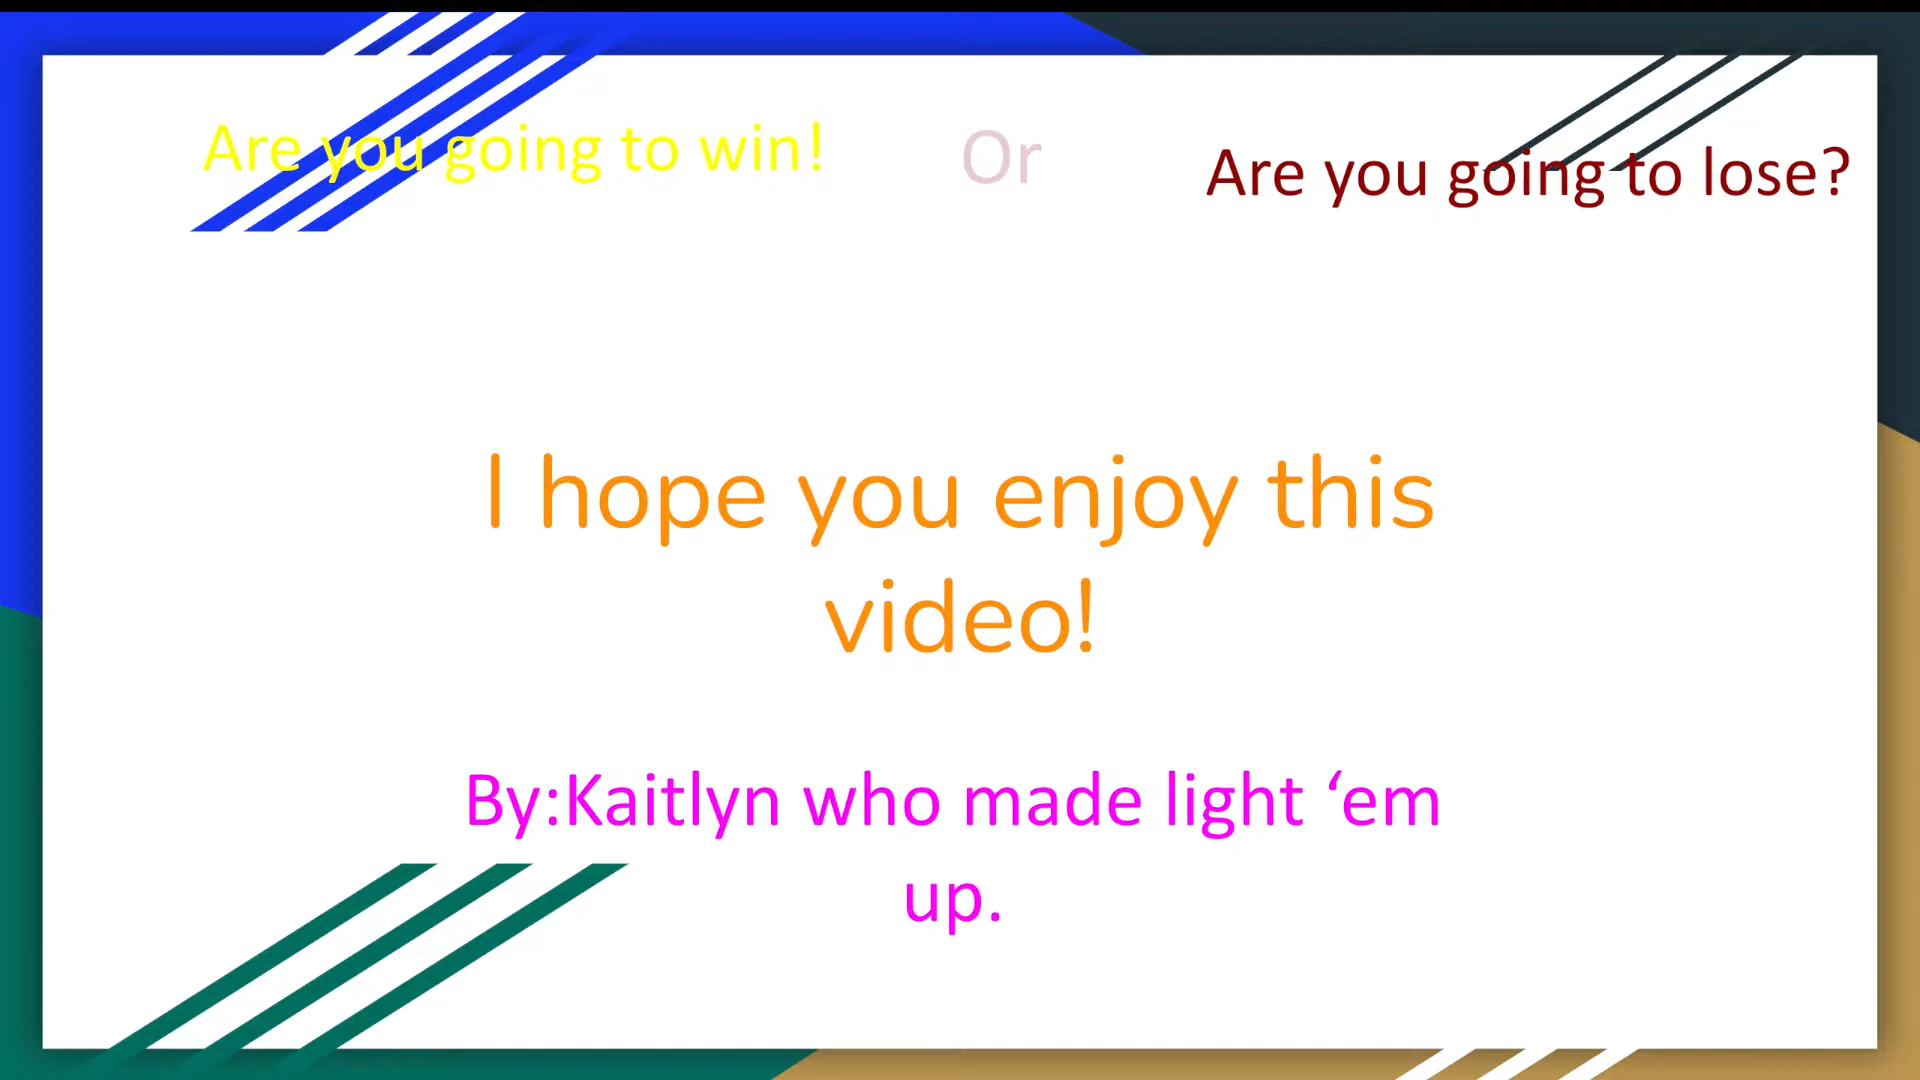 Are you going to win!
Or
Are you going to lose?
I hope you enjoy this
video!
By:Kaitlyn who made light ‘em
up.